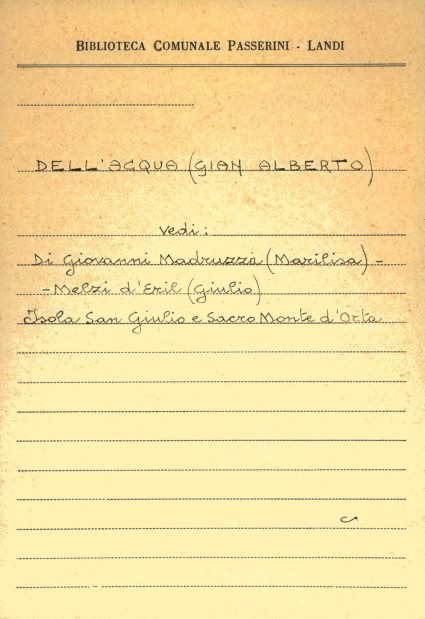 BIBLIOTECA COMUNALE PASSERINI - LANDI
DELL'ACQUA (GIAN ALBERTO)
Vedi:
Di Giovanni Madruzza (Marilisa) -
- Melzi d'Eril (Giulio)
Isola San Giulio e Sacro Monte d'Orta